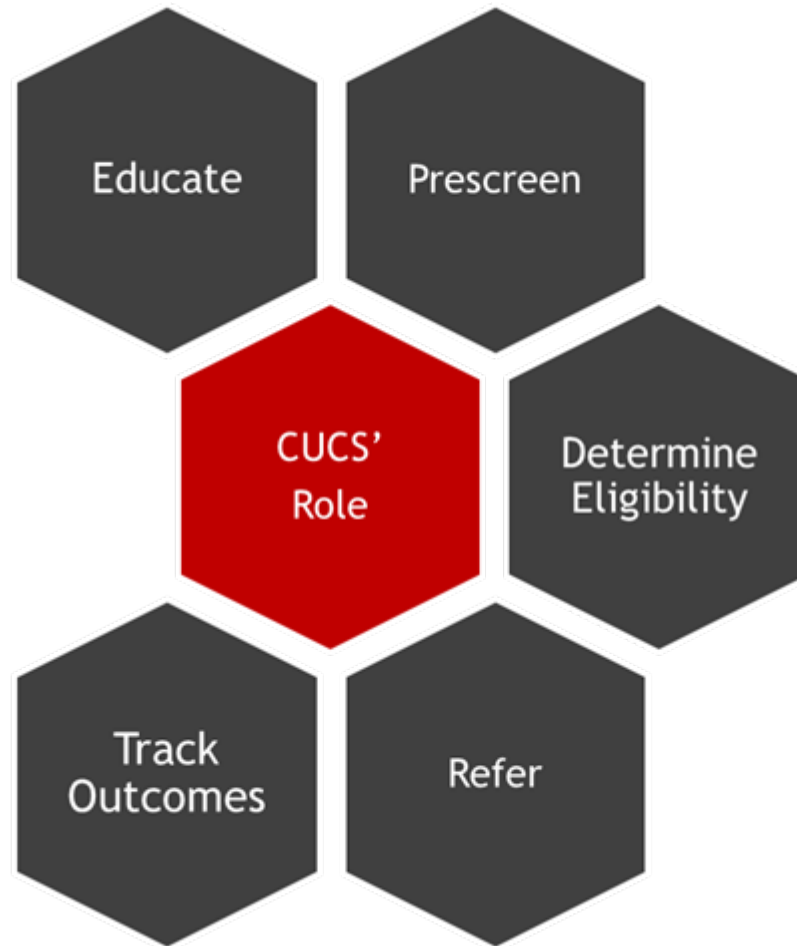 Educate
Prescreen
CUCS’
Role
Determine
Eligibility
Track
Outcomes
Refer